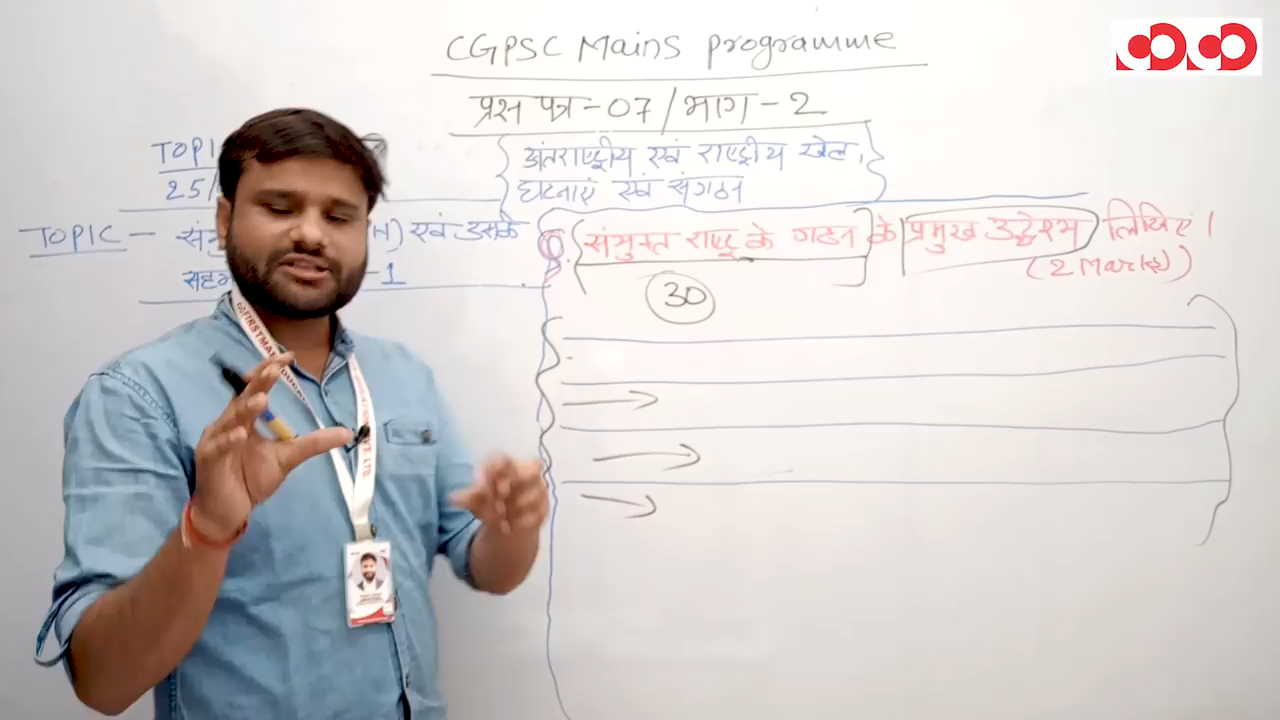 CGPSC Mains programme
प्रश्न पत्र-07/भाग-2
अंतराष्ट्रीय एवं राष्ट्रीय खेल,
घटनाएं एवं संगठन
25/
TOPIC - एवं उसके
1
संयुक्त राष्ट्र के गठन के प्रमुख उद्देश्य लिखिए।
(2 Marks)
30